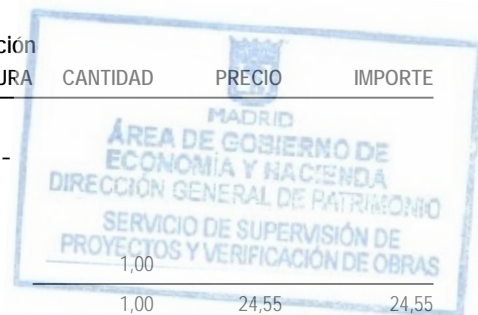 ción
URA CANTIDAD PRECIO IMPORTE
MADRID
ÁREA DE GOBIERNO DE
ECONOMÍA Y HACIENDA
-
DIRECCIÓN GENERAL DE PATRIMONIO
SERVICIO DE SUPERVISIÓN DE
PROYECTOS Y VERIFICACIÓN DE OBRAS
1,00
1,00 24,55 24,55